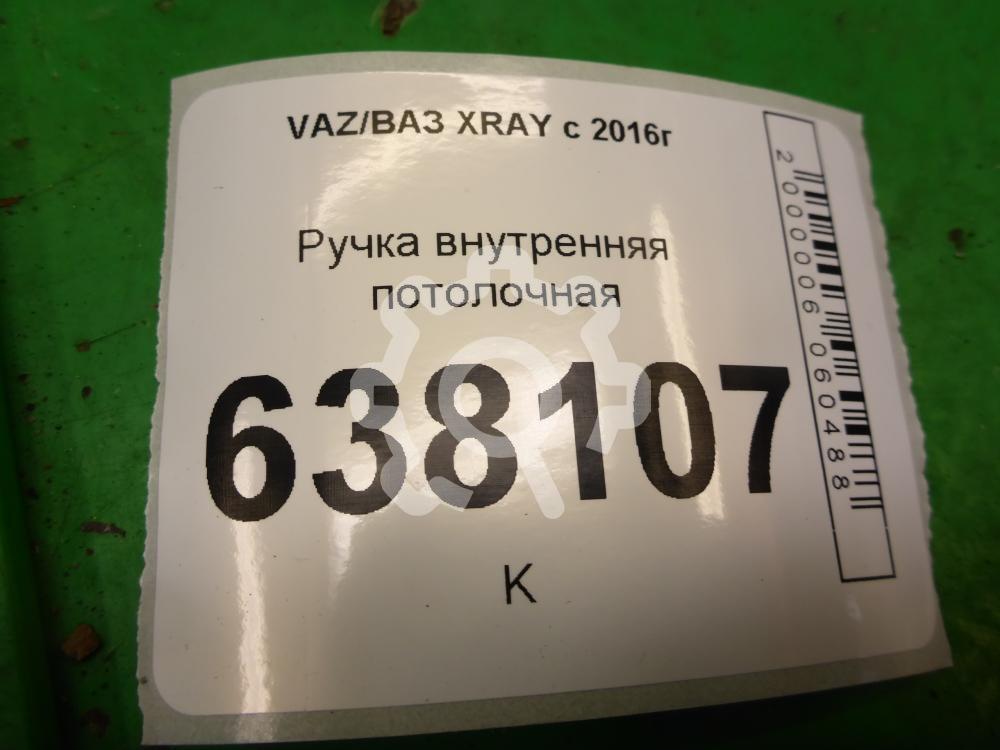 VAZ/ВАЗ XRAY с 2016г
Ручка внутренняя
потолочная
638107
К
2000006060488